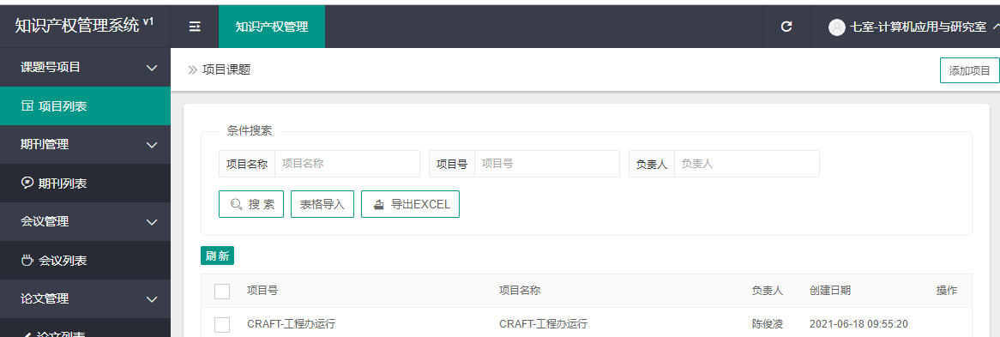 知识产权管理系统 v1
知识产权管理
七室-计算机应用与研究室
课题号项目
项目课题
添加项目
项目列表
期刊管理
期刊列表
会议管理
会议列表
论文管理
论文列表
条件搜索
项目名称 项目名称 项目号 项目号 负责人 负责人
搜 索 表格导入 导出EXCEL
刷 新
项目号 项目名称 负责人 创建日期 操作
CRAFT-工程办运行 CRAFT-工程办运行 陈俊凌 2021-06-18 09:55:20